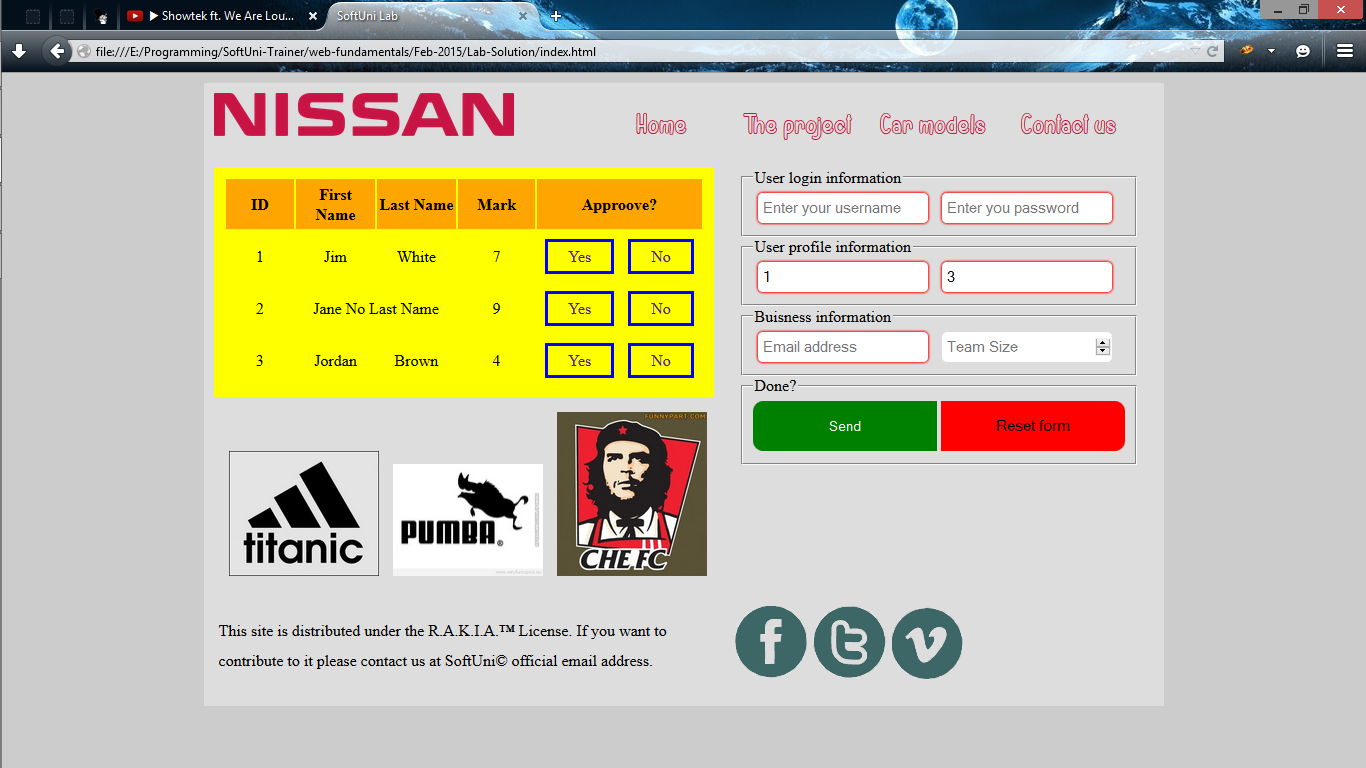 ▶ Showtek ft. We Are Lou...
SoftUni Lab
file:///E:/Programming/SoftUni-Trainer/web-fundamentals/Feb-2015/Lab-Solution/index.html
NISSAN
Home The project Car models Contact us
ID First Name Last Name Mark Approove?
1 Jim White 7 Yes No
2 Jane No Last Name 9 Yes No
3 Jordan Brown 4 Yes No
User login information
Enter your username Enter you password
User profile information
1 3
Buisness information
Email address Team Size
Done?
Send Reset form
titanic
PUMBA®
FUNNYPART.COM
CHE FC
This site is distributed under the R.A.K.I.A.™ License. If you want to
contribute to it please contact us at SoftUni© official email address.